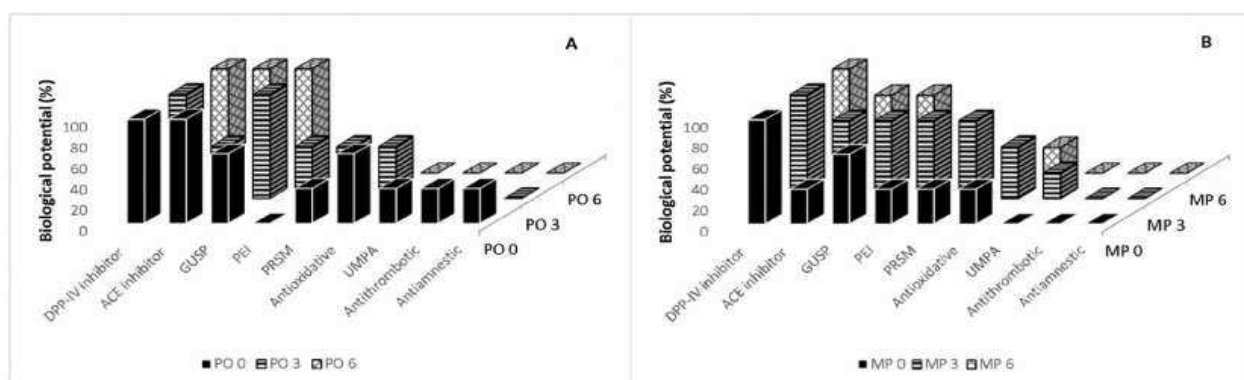 A
Biological potential (%)
100
80
60
40
20
0
DPP-IV inhibitor
ACE inhibitor
GUSP
PEI
PRSM
Antioxidative
UMPA
Antithrombotic
Antiamnestic
PO 0
PO 3
PO 6
PO 0 PO 3 PO 6
B
Biological potential (%)
100
80
60
40
20
0
DPP-IV inhibitor
ACE inhibitor
GUSP
PEI
PRSM
Antioxidative
UMPA
Antithrombotic
Antiamnestic
MP 0
MP 3
MP 6
MP 0 MP 3 MP 6